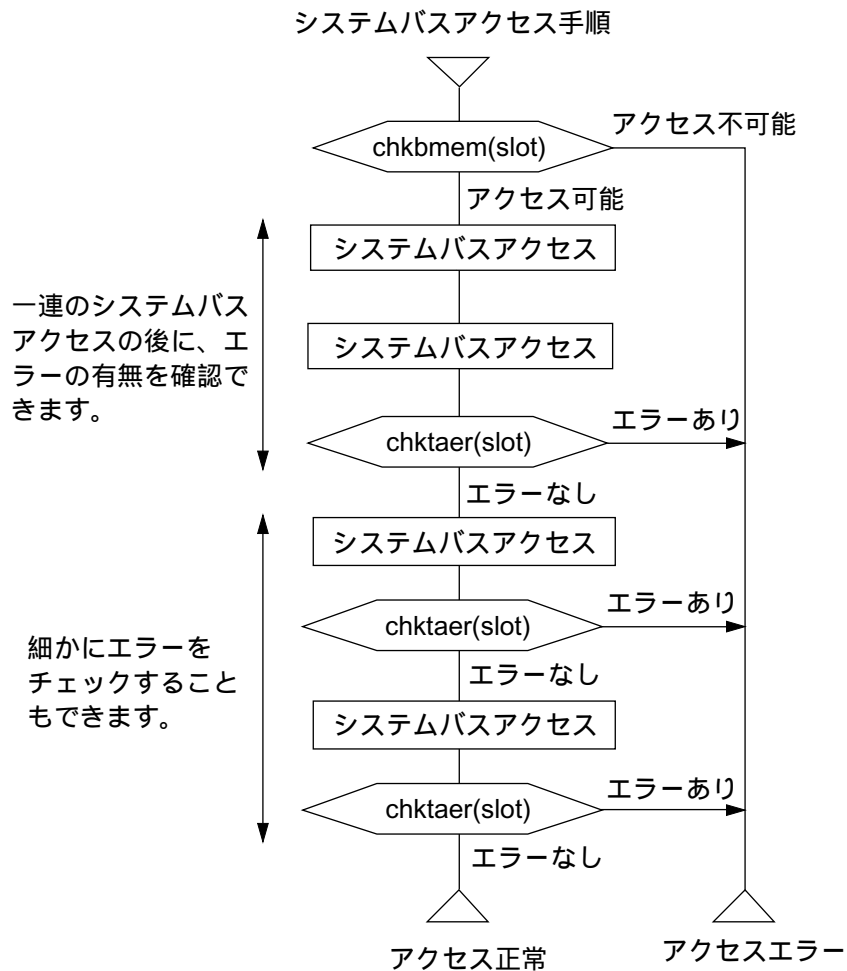 システムバスアクセス手順
chkbmem(slot)
アクセス不可能
アクセス可能
システムバスアクセス
一連のシステムバス
アクセスの後に、エ
ラーの有無を確認で
きます。
システムバスアクセス
chktaer(slot)
エラーあり
エラーなし
システムバスアクセス
細かにエラーを
チェックすること
もできます。
chktaer(slot)
エラーあり
エラーなし
システムバスアクセス
chktaer(slot)
エラーあり
エラーなし
アクセス正常
アクセスエラー